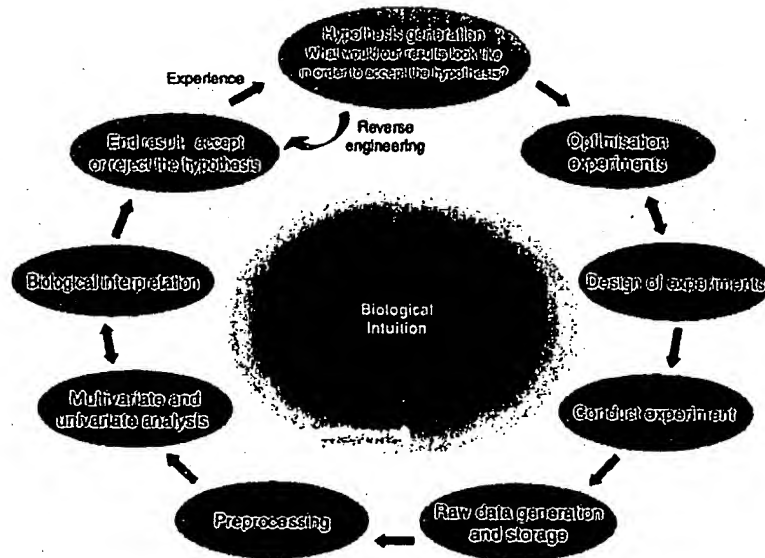 Hypothesis generation
What would our results look like
in order to accept the hypothesis?
Experience
Reverse
engineering
End result: accept
or reject the hypothesis
Optimisation
experiments
Biological interpretation
Biological
Intuition
Design of experiments
Multivariate and
univariate analysis
Conduct experiment
Preprocessing
Raw data generation
and storage